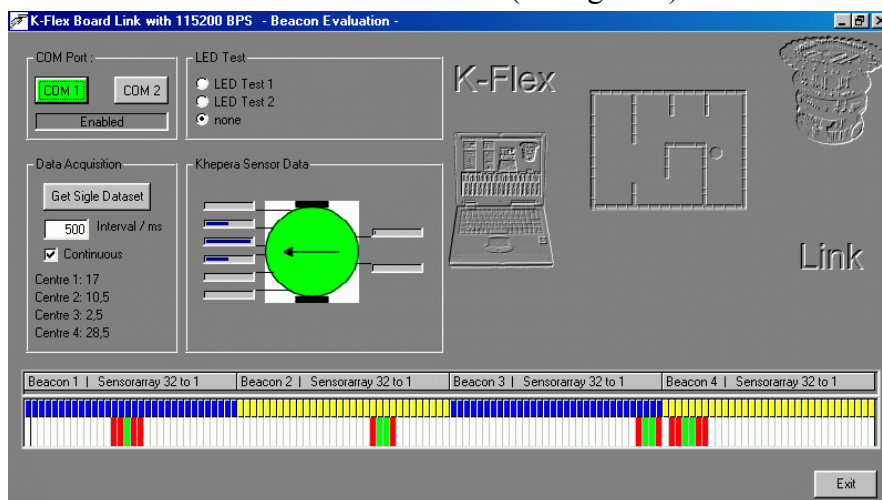 K-Flex Board Link with 115200 BPS - Beacon Evaluation -
COM Port :
COM 1
COM 2
Enabled
LED Test
LED Test 1
LED Test 2
none
K-Flex
Data Acquisition
Get Sigle Dataset
500
Interval / ms
Continuous
Centre 1: 17
Centre 2: 10,5
Centre 3: 2,5
Centre 4: 28,5
Khepera Sensor Data
Link
Beacon 1 | Sensorarray 32 to 1
Beacon 2 | Sensorarray 32 to 1
Beacon 3 | Sensorarray 32 to 1
Beacon 4 | Sensorarray 32 to 1
Exit